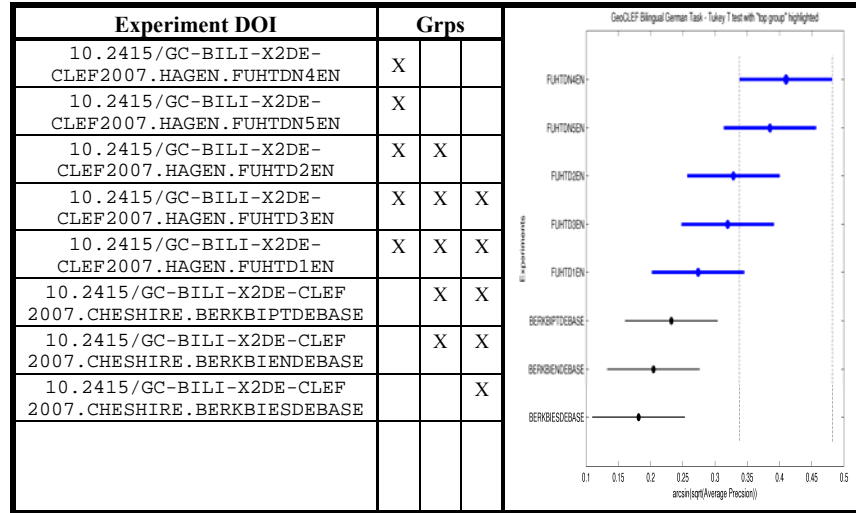 Experiment DOI Grps
10.2415/GC-BILI-X2DE-
CLEF2007.HAGEN.FUHTDN4EN X
10.2415/GC-BILI-X2DE-
CLEF2007.HAGEN.FUHTDN5EN X
10.2415/GC-BILI-X2DE-
CLEF2007.HAGEN.FUHTD2EN X X
10.2415/GC-BILI-X2DE-
CLEF2007.HAGEN.FUHTD3EN X X X
10.2415/GC-BILI-X2DE-
CLEF2007.HAGEN.FUHTD1EN X X X
10.2415/GC-BILI-X2DE-CLEF
2007.CHESHIRE.BERKBIPTDEBASE X X
10.2415/GC-BILI-X2DE-CLEF
2007.CHESHIRE.BERKBIENDEBASE X X
10.2415/GC-BILI-X2DE-CLEF
2007.CHESHIRE.BERKBIESDEBASE X
GeoCLEF Bilingual German Task - Tukey T test with "top group" highlighted
FUHTDN4EN
FUHTDN5EN
FUHTD2EN
FUHTD3EN
FUHTD1EN
BERKBIPTDEBASE
BERKBIENDEBASE
BERKBIESDEBASE
Experiments
0.1 0.15 0.2 0.25 0.3 0.35 0.4 0.45 0.5
arcsin(sqrt(Average Precsion))